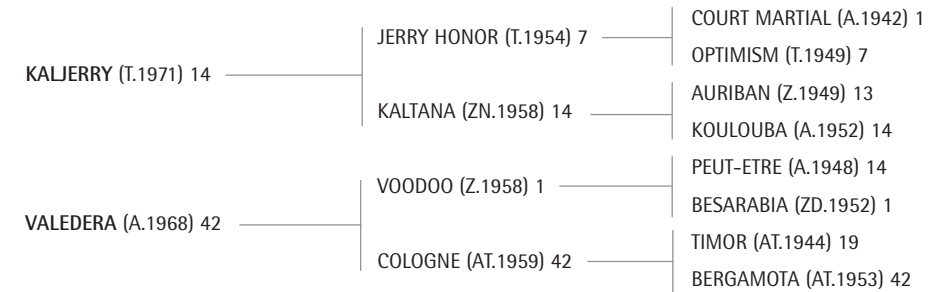 KALJERRY (T.1971) 14
JERRY HONOR (T.1954) 7
COURT MARTIAL (A.1942) 1
OPTIMISM (T.1949) 7
KALTANA (ZN.1958) 14
AURIBAN (Z.1949) 13
KOULOUBA (A.1952) 14
VALEDERA (A.1968) 42
VOODOO (Z.1958) 1
PEUT-ETRE (A.1948) 14
BESARABIA (ZD.1952) 1
COLOGNE (AT.1959) 42
TIMOR (AT.1944) 19
BERGAMOTA (AT.1953) 42